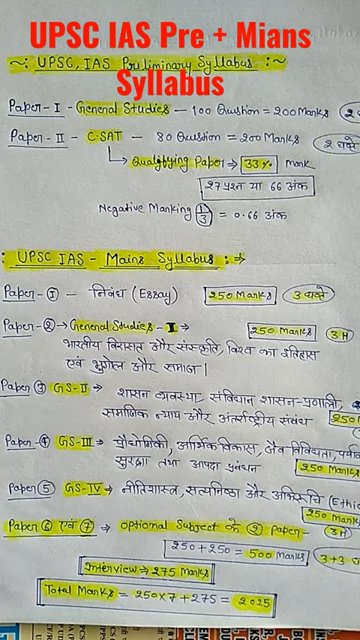 UPSC IAS Pre + Mians
Syllabus
~: UPSC, IAS Preliminary Syllabus :~
Paper - I - General Studies - 100 Question = 200 Marks
Paper - II - CSAT - 80 Question = 200 Marks 2 घण्टे
Qualifying Paper → 33% Mark
27 प्रश्न या 66 अंक
Negative Marking 1/3 = 0.66 अंक
: UPSC IAS - Mains Syllabus : ⇒
Paper - ① - निबंध (Essay) 250 Marks 3 घण्टे
Paper - ② → General Studies - I → 250 Marks 3 H
भारतीय विरासत और संस्कृति, विश्व का इतिहास
एवं भूगोल और समाज।
Paper ③ GS-II ⇒ शासन व्यवस्था, संविधान शासन-प्रणाली,
समाजिक न्याय और अंतर्राष्ट्रीय संबंध 250
Paper - ④ GS-III ⇒ प्रौद्योगिकी, आर्थिक विकास, जैव विविधता,
सुरक्षा तथा आपदा प्रबंधन 250 Marks
Paper ⑤ GS-IV ⇒ नीतिशास्त्र, सत्यनिष्ठा और अभिरूचि (Ethic
250 Marks
Paper ⑥ एवं ⑦ ⇒ optional Subject के ② Paper- 3H
250 + 250 = 500 Marks 3+3
Interview ⇒ 275 Marks
Total Marks = 250 x 7 + 275 = 2025